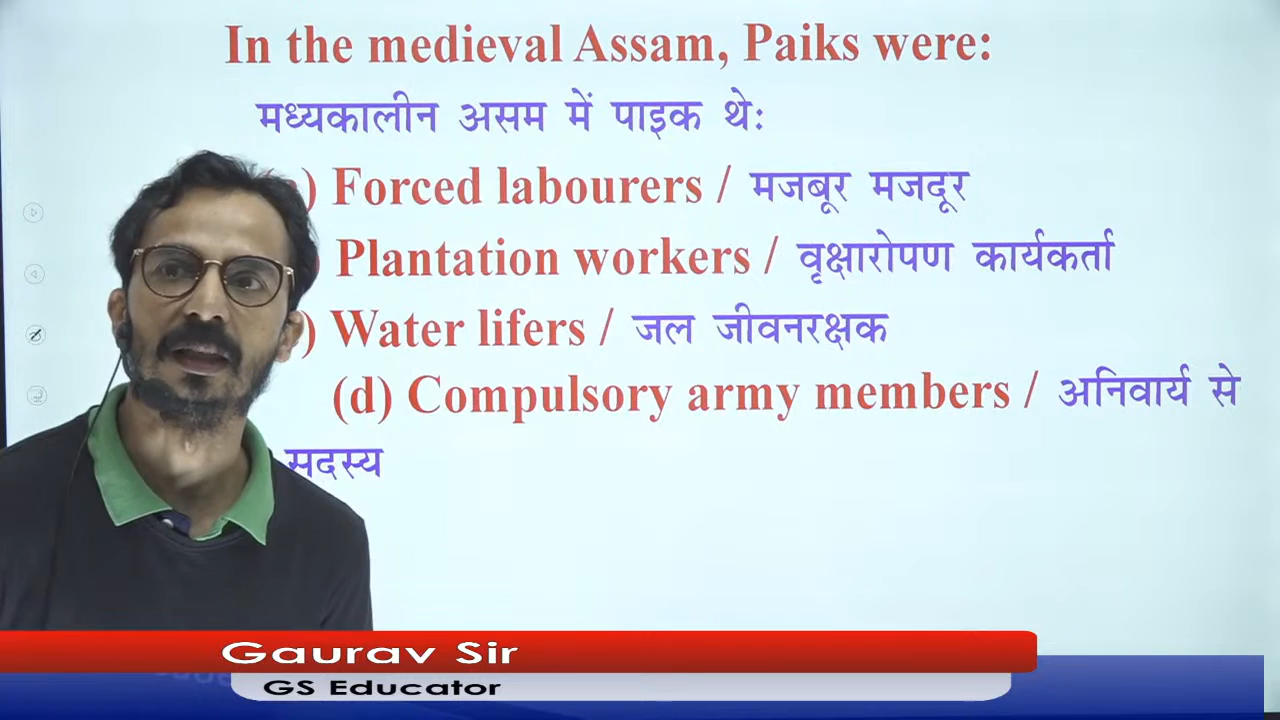 In the medieval Assam, Paiks were:
मध्यकालीन असम में पाइक थेः
) Forced labourers / मजबूर मजदूर
) Plantation workers / वृक्षारोपण कार्यकर्ता
) Water lifers / जल जीवनरक्षक
(d) Compulsory army members / अनिवार्य से
सदस्य
Gaurav Sir
GS Educator